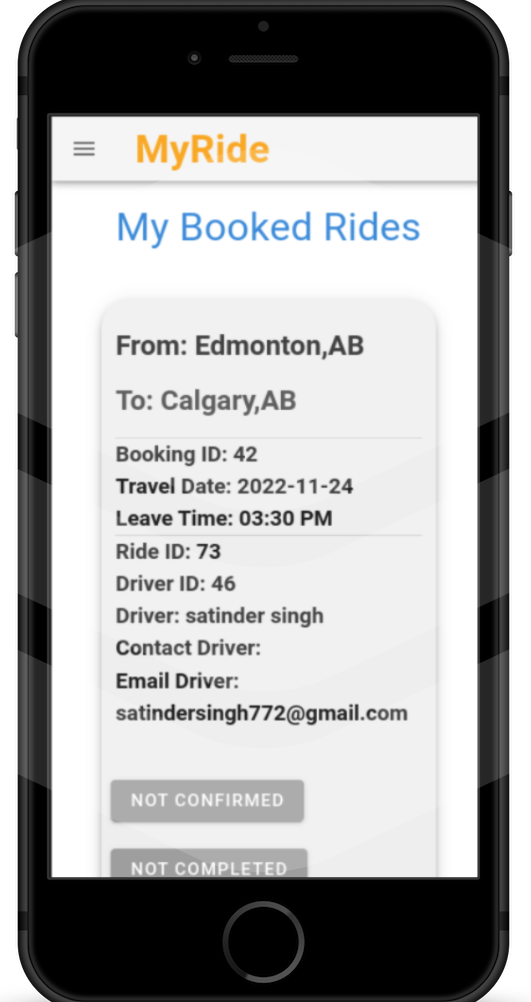 MyRide
My Booked Rides
From: Edmonton,AB
To: Calgary,AB
Booking ID: 42
Travel Date: 2022-11-24
Leave Time: 03:30 PM
Ride ID: 73
Driver ID: 46
Driver: satinder singh
Contact Driver:
Email Driver:
satindersingh772@gmail.com
NOT CONFIRMED
NOT COMPLETED